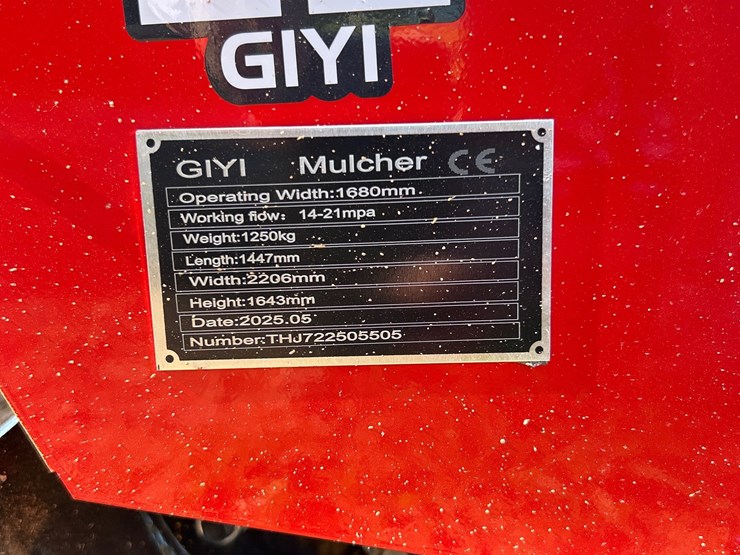 GIYI
GIYI Mulcher CE
Operating Width:1680mm
Working flow: 14-21mpa
Weight:1250kg
Length:1447mm
Width:2206mm
Height:1643mm
Date:2025.05
Number:THJ722505505